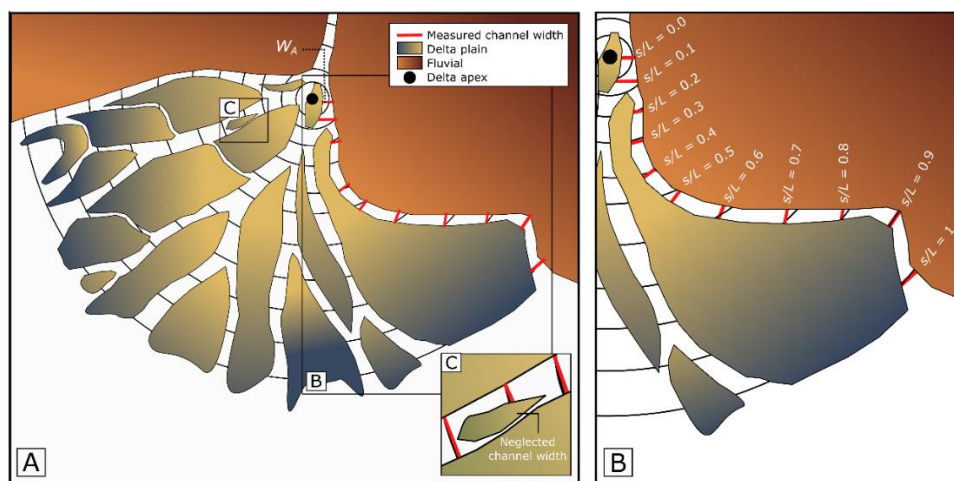 W_A
Measured channel width
Delta plain
Fluvial
Delta apex
C
B
A
C
Neglected
channel width
s/L = 0.0
s/L = 0.1
s/L = 0.2
s/L = 0.3
s/L = 0.4
s/L = 0.5
s/L = 0.6
s/L = 0.7
s/L = 0.8
s/L = 0.9
s/L = 1
B